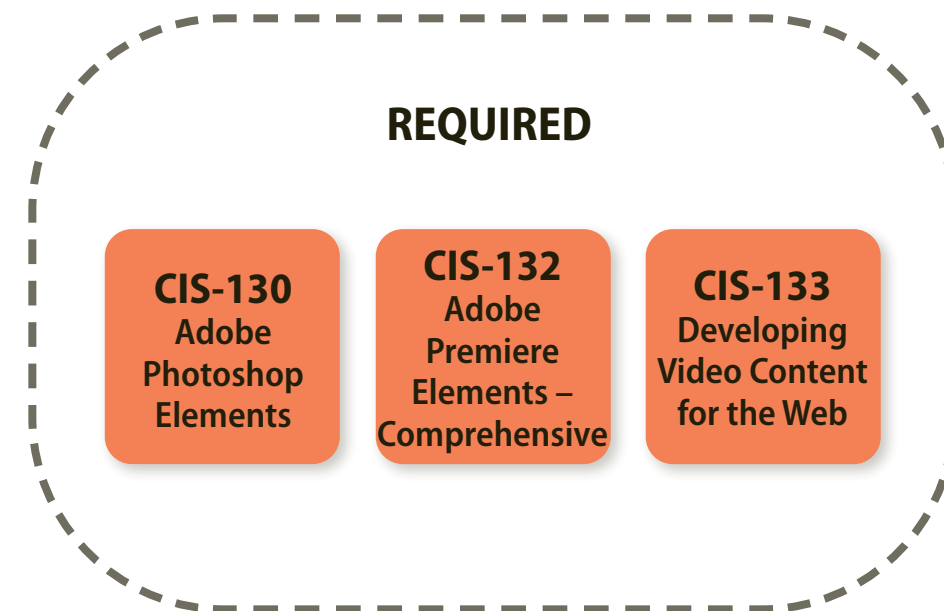 REQUIRED
CIS-130
Adobe
Photoshop
Elements
CIS-132
Adobe
Premiere
Elements –
Comprehensive
CIS-133
Developing
Video Content
for the Web